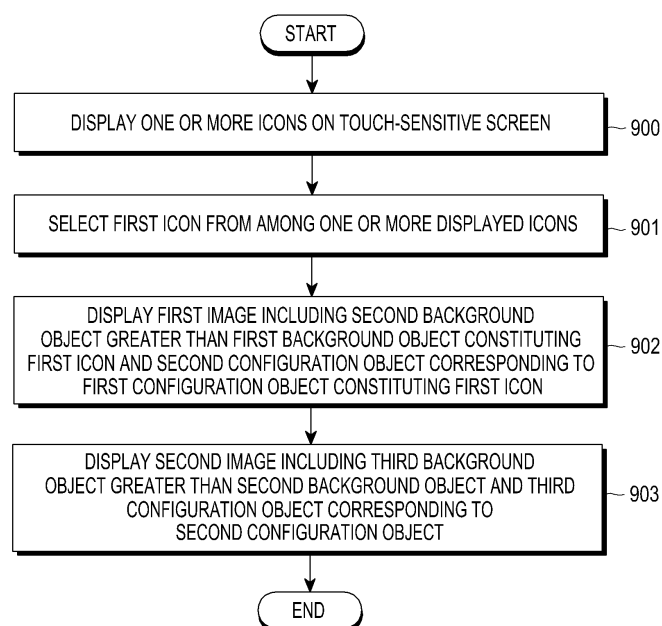 START
DISPLAY ONE OR MORE ICONS ON TOUCH-SENSITIVE SCREEN
900
SELECT FIRST ICON FROM AMONG ONE OR MORE DISPLAYED ICONS
901
DISPLAY FIRST IMAGE INCLUDING SECOND BACKGROUND
OBJECT GREATER THAN FIRST BACKGROUND OBJECT CONSTITUTING
FIRST ICON AND SECOND CONFIGURATION OBJECT CORRESPONDING TO
FIRST CONFIGURATION OBJECT CONSTITUTING FIRST ICON
902
DISPLAY SECOND IMAGE INCLUDING THIRD BACKGROUND
OBJECT GREATER THAN SECOND BACKGROUND OBJECT AND THIRD
CONFIGURATION OBJECT CORRESPONDING TO
SECOND CONFIGURATION OBJECT
903
END